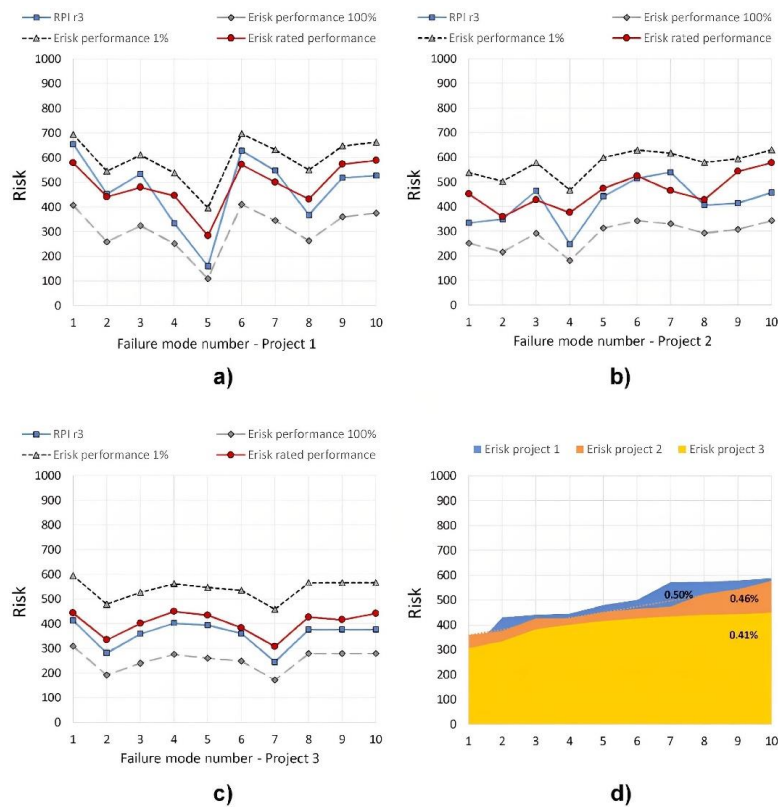 RPI r3
Erisk performance 100%
Erisk performance 1%
Erisk rated performance
1000
900
800
700
600
500
400
300
200
100
0
Risk
1 2 3 4 5 6 7 8 9 10
Failure mode number - Project 1
a)
RPI r3
Erisk performance 100%
Erisk performance 1%
Erisk rated performance
1000
900
800
700
600
500
400
300
200
100
0
Risk
1 2 3 4 5 6 7 8 9 10
Failure mode number - Project 2
b)
RPI r3
Erisk performance 100%
Erisk performance 1%
Erisk rated performance
1000
900
800
700
600
500
400
300
200
100
0
Risk
1 2 3 4 5 6 7 8 9 10
Failure mode number - Project 3
c)
Erisk project 1 Erisk project 2 Erisk project 3
1000
900
800
700
600
500
400
300
200
100
0
Risk
0.50%
0.46%
0.41%
1 2 3 4 5 6 7 8 9 10
d)